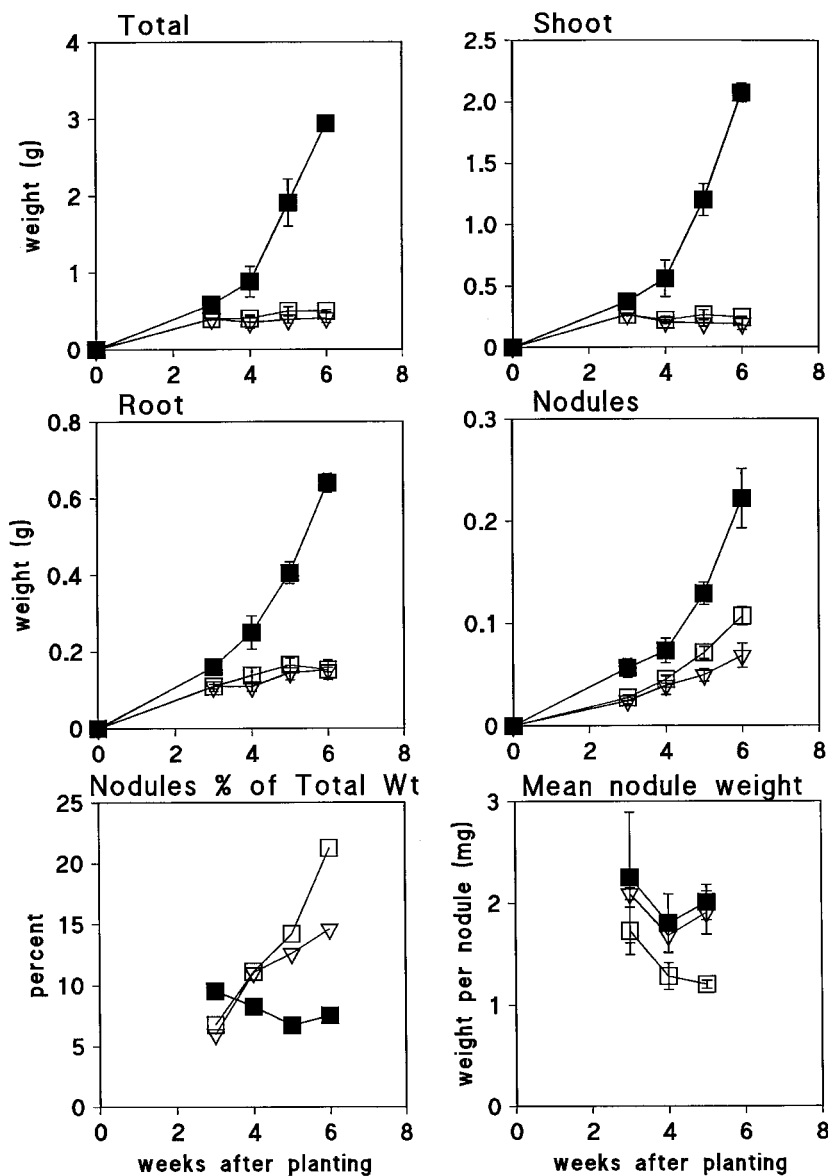 Total
Shoot
4
3
2
1
0
weight (g)
0 2 4 6 8
2.5
2.0
1.5
1.0
0.5
0
0 2 4 6 8
Root
Nodules
0.8
0.6
0.4
0.2
0
weight (g)
0 2 4 6 8
0.3
0.2
0.1
0
0 2 4 6 8
Nodules % of Total Wt
Mean nodule weight
25
20
15
10
5
0
percent
0 2 4 6 8
weeks after planting
3
2
1
0
weight per nodule (mg)
0 2 4 6 8
weeks after planting